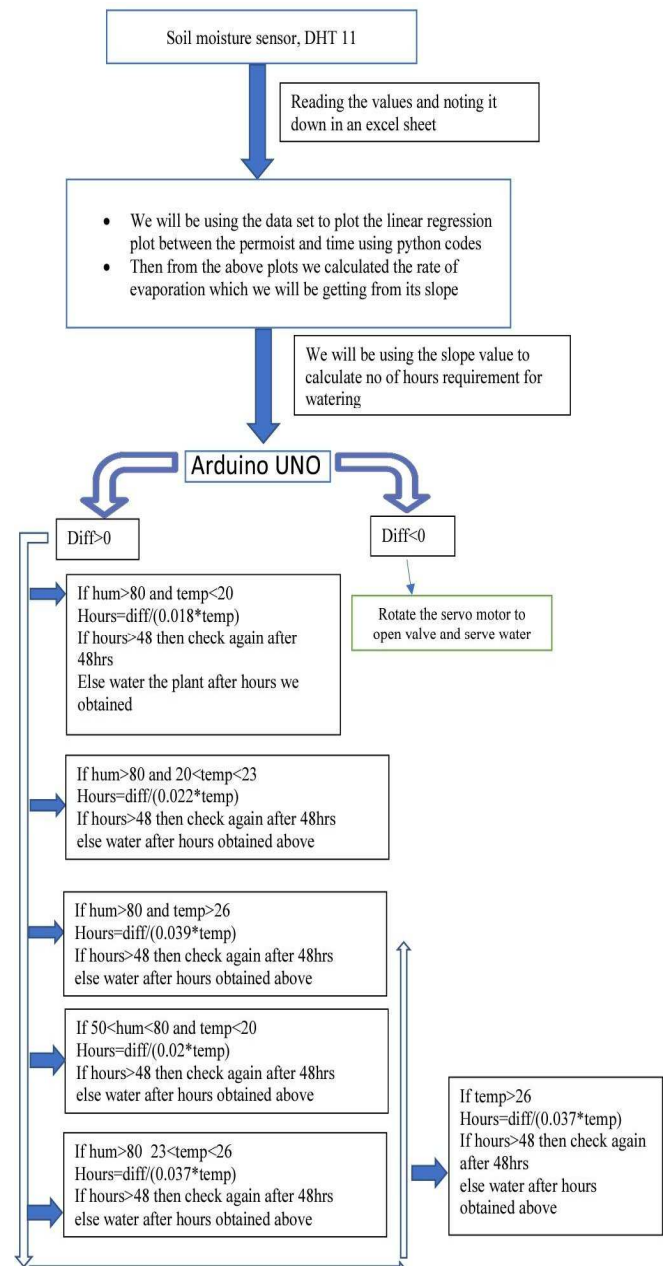 Soil moisture sensor, DHT 11
Reading the values and noting it
down in an excel sheet
• We will be using the data set to plot the linear regression
plot between the permoist and time using python codes
• Then from the above plots we calculated the rate of
evaporation which we will be getting from its slope
We will be using the slope value to
calculate no of hours requirement for
watering
Arduino UNO
Diff>0
Diff<0
If hum>80 and temp<20
Hours=diff/(0.018*temp)
If hours>48 then check again after
48hrs
Else water the plant after hours we
obtained
Rotate the servo motor to
open valve and serve water
If hum>80 and 20<temp<23
Hours=diff/(0.022*temp)
If hours>48 then check again after 48hrs
else water after hours obtained above
If hum>80 and temp>26
Hours=diff/(0.039*temp)
If hours>48 then check again after 48hrs
else water after hours obtained above
If 50<hum<80 and temp<20
Hours=diff/(0.02*temp)
If hours>48 then check again after 48hrs
else water after hours obtained above
If hum>80 23<temp<26
Hours=diff/(0.037*temp)
If hours>48 then check again after 48hrs
else water after hours obtained above
If temp>26
Hours=diff/(0.037*temp)
If hours>48 then check again
after 48hrs
else water after hours
obtained above